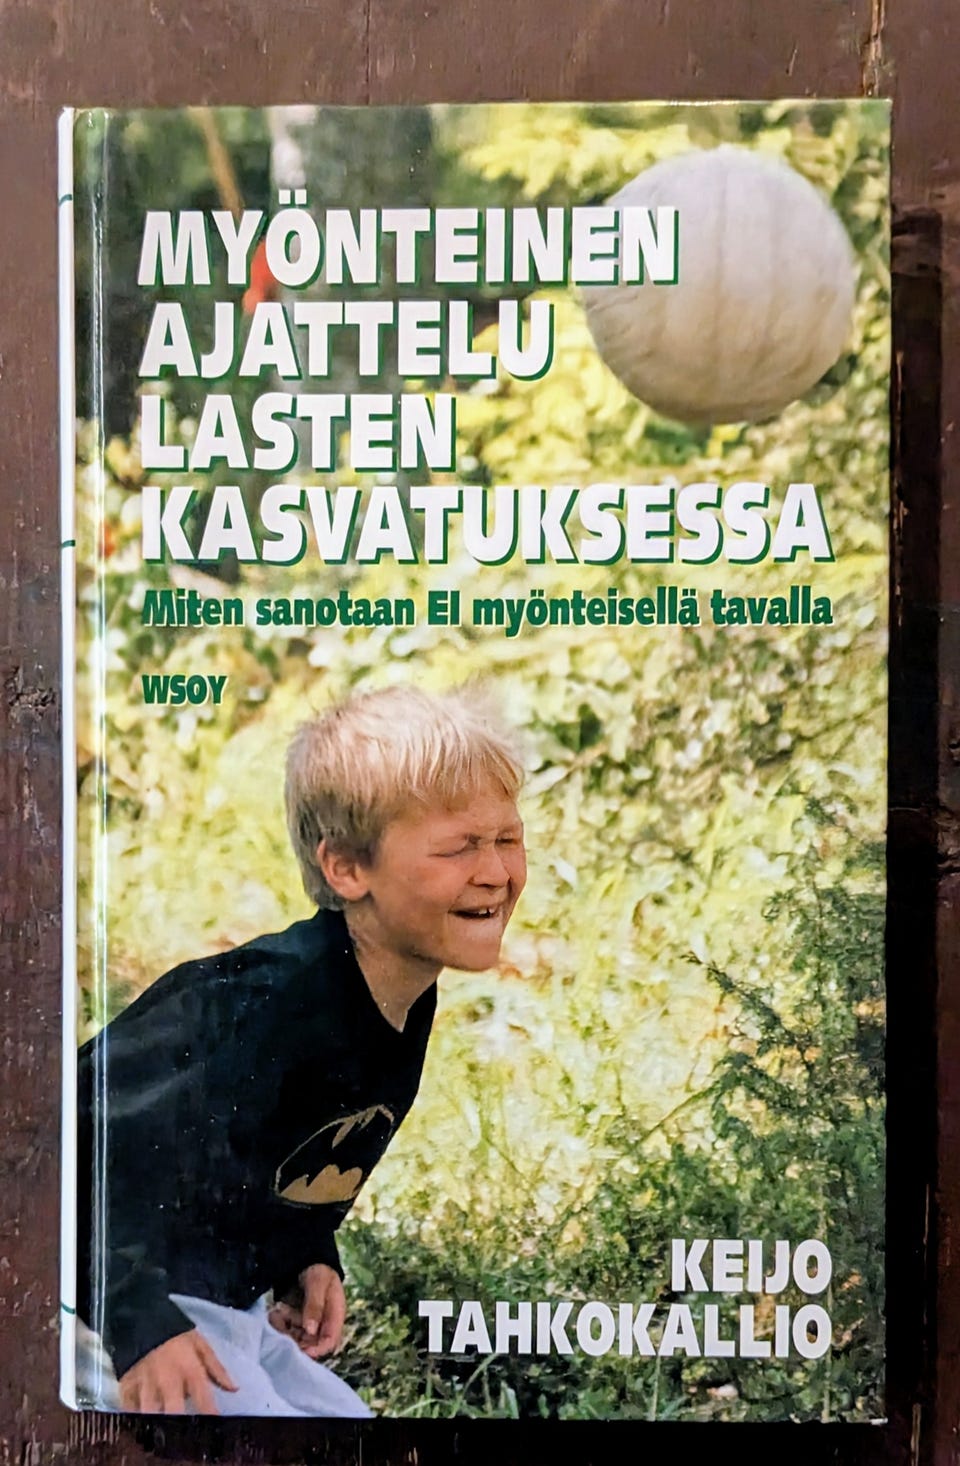 MYÖNTEINEN
AJATTELU
LASTEN
KASVATUKSESSA
Miten sanotaan EI myönteisellä tavalla
WSOY
KEIJO
TAHKOKALLIO